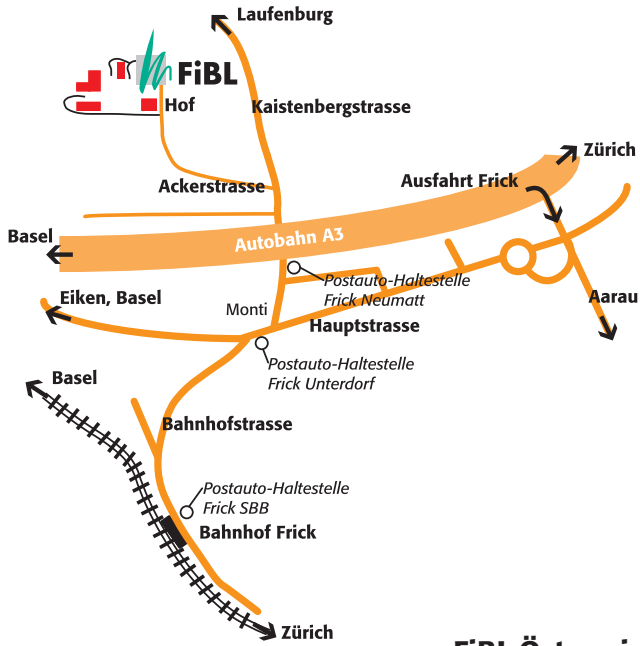 Laufenburg
FiBL
Hof
Kaistenbergstrasse
Zürich
Ausfahrt Frick
Ackerstrasse
Basel
Autobahn A3
Postauto-Haltestelle
Frick Neumatt
Eiken, Basel
Aarau
Monti
Hauptstrasse
Postauto-Haltestelle
Frick Unterdorf
Basel
Bahnhofstrasse
Postauto-Haltestelle
Frick SBB
Bahnhof Frick
Zürich